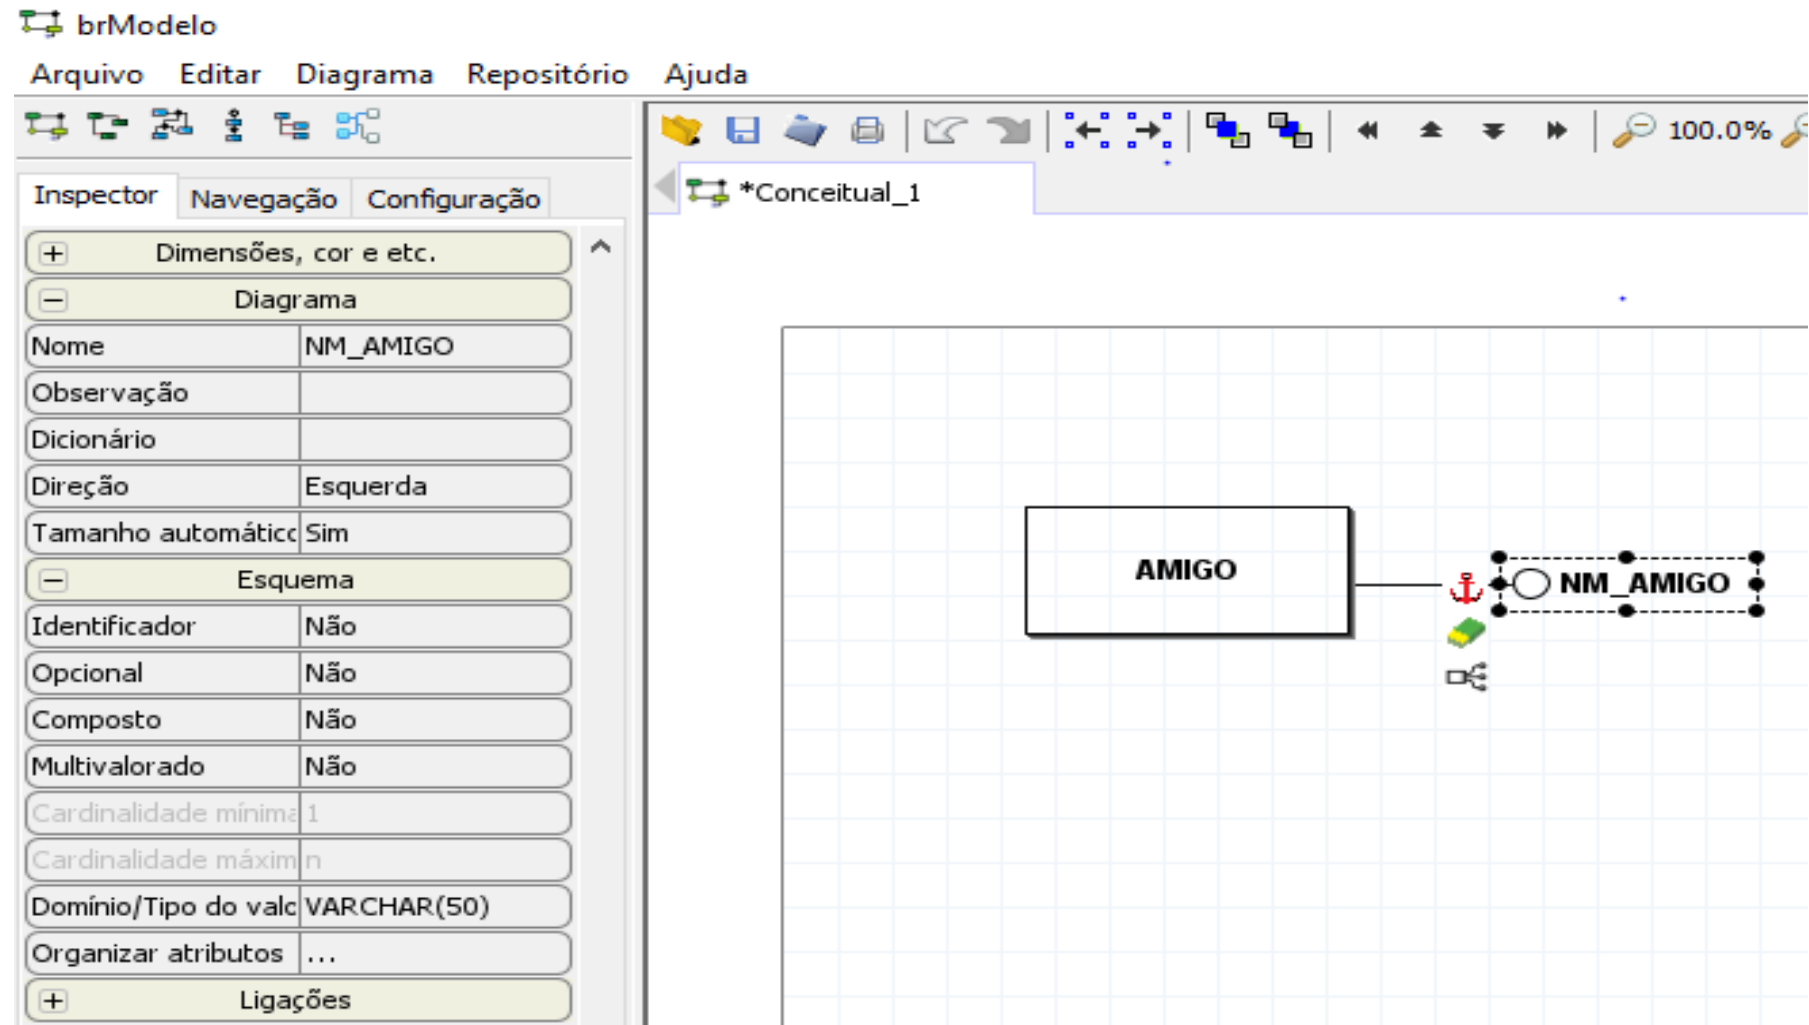 brModelo
Arquivo Editar Diagrama Repositório Ajuda
100.0%
Inspector Navegação Configuração
*Conceitual_1
Dimensões, cor e etc.
Diagrama
Nome NM_AMIGO
Observação
Dicionário
Direção Esquerda
Tamanho automátic Sim
Esquema
Identificador Não
Opcional Não
Composto Não
Multivalorado Não
Cardinalidade mínima 1
Cardinalidade máxim n
Domínio/Tipo do valo VARCHAR(50)
Organizar atributos ...
Ligações
AMIGO
NM_AMIGO